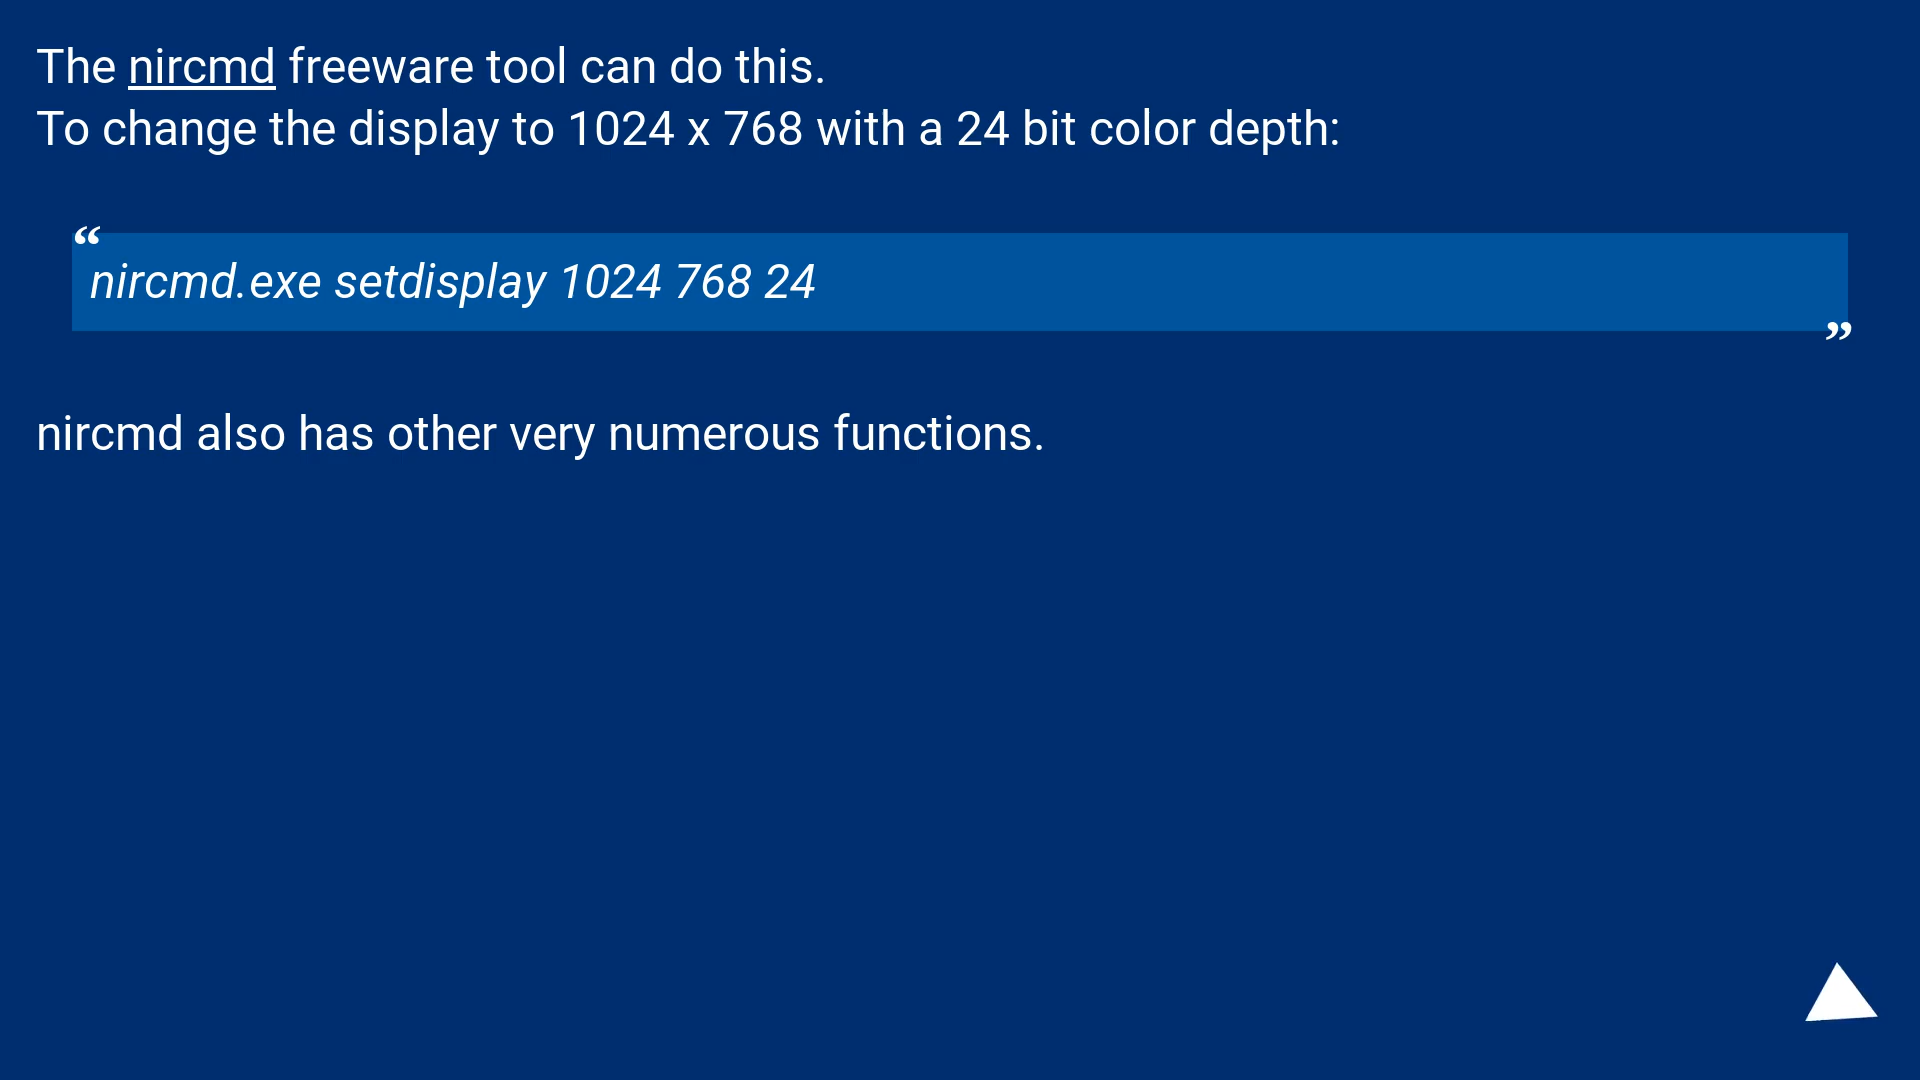 The nircmd freeware tool can do this.
To change the display to 1024 x 768 with a 24 bit color depth:
“
nircmd.exe setdisplay 1024 768 24
”
nircmd also has other very numerous functions.